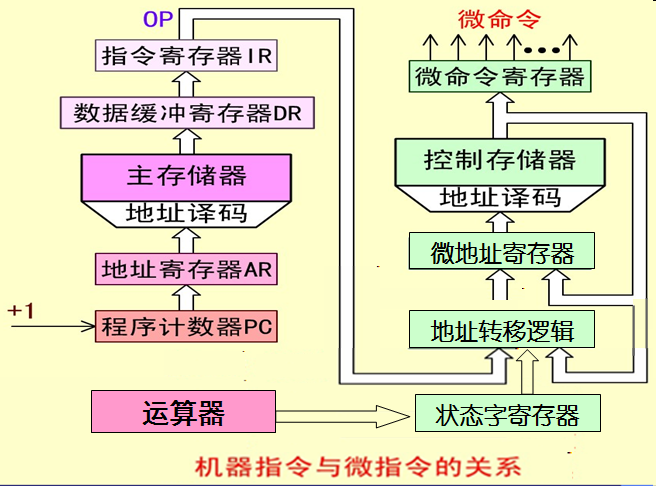 OP
指令寄存器IR
数据缓冲寄存器DR
主存储器
地址译码
地址寄存器AR
+1
程序计数器PC
运算器
微命令
微命令寄存器
控制存储器
地址译码
微地址寄存器
地址转移逻辑
状态字寄存器
机器指令与微指令的关系